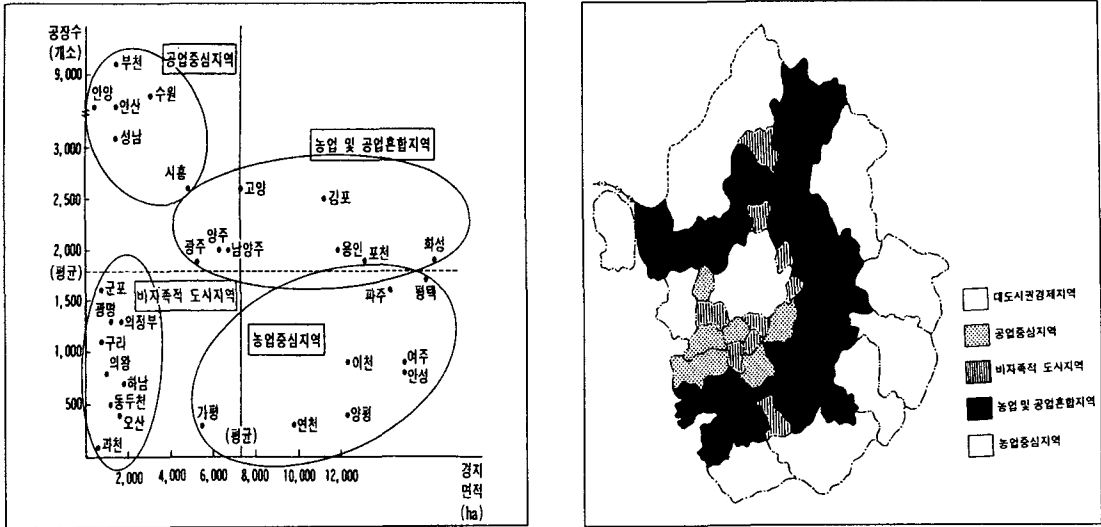 공장수
(개소)
9,000
3,000
2,500
2,000
(평균)
1,500
1,000
500
공업중심지역
부천
안양
안산
수원
성남
시흥
농업 및 공업혼합지역
고양
김포
광주
양주
남양주
용인
포천
화성
비자족적 도시지역
군포
광명
의정부
구리
의왕
하남
동두천
오산
과천
농업중심지역
파주
평택
이천
여주
안성
가평
연천
양평
(평균)
2,000 4,000 6,000 8,000 10,000 12,000
경지
면적
(ha)
대도시권경제지역
공업중심지역
비자족적 도시지역
농업 및 공업혼합지역
농업중심지역